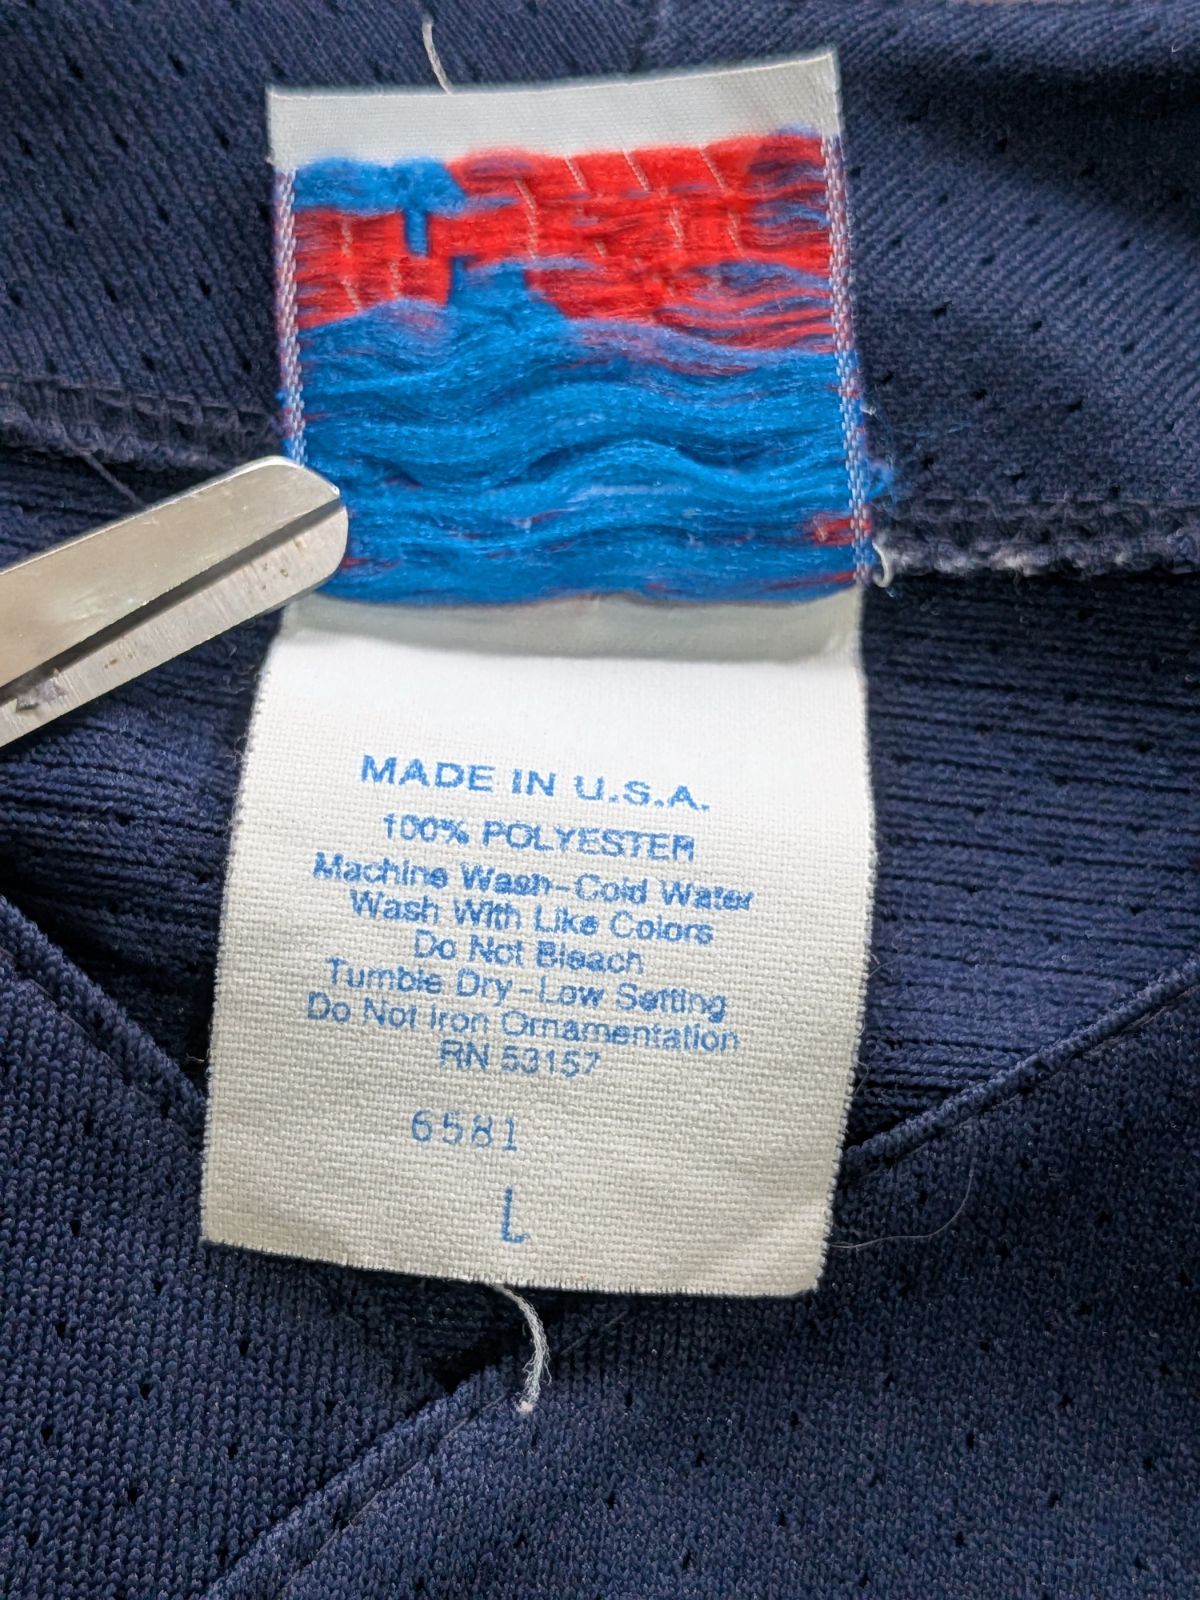 MADE IN U.S.A.
100% POLYESTER
Machine Wash-Cold Water
Wash With Like Colors
Do Not Bleach
Tumble Dry-Low Setting
Do Not Iron Ornamentation
RN 53157
6581
L